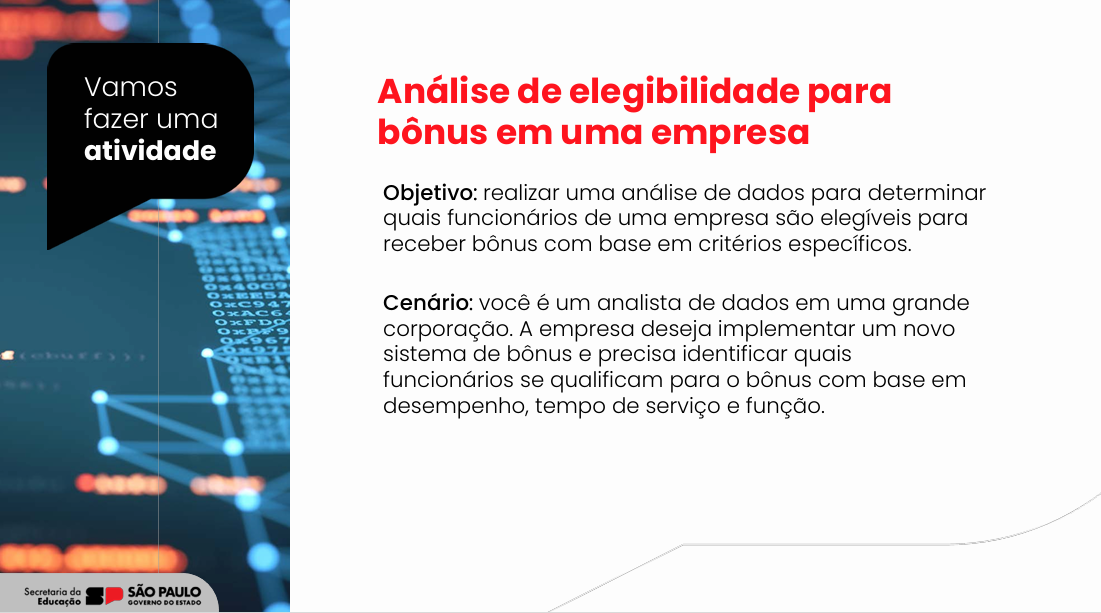 Vamos
fazer uma
atividade
Análise de elegibilidade para
bônus em uma empresa
Objetivo: realizar uma análise de dados para determinar
quais funcionários de uma empresa são elegíveis para
receber bônus com base em critérios específicos.
Cenário: você é um analista de dados em uma grande
corporação. A empresa deseja implementar um novo
sistema de bônus e precisa identificar quais
funcionários se qualificam para o bônus com base em
desempenho, tempo de serviço e função.
Secretaria da
Educação
SÃO PAULO
GOVERNO DO ESTADO